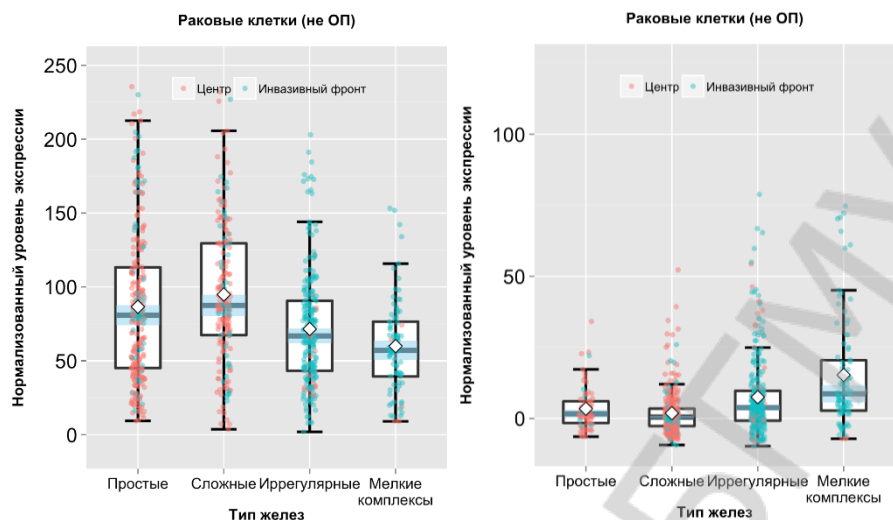 Раковые клетки (не ОП)
Нормализованный уровень экспрессии
250
200
150
100
50
0
Центр Инвазивный фронт
Простые Сложные Иррегулярные Мелкие
комплексы
Тип желез
Раковые клетки (не ОП)
Нормализованный уровень экспрессии
100
50
0
Центр Инвазивный фронт
Простые Сложные Иррегулярные Мелкие
комплексы
Тип желез